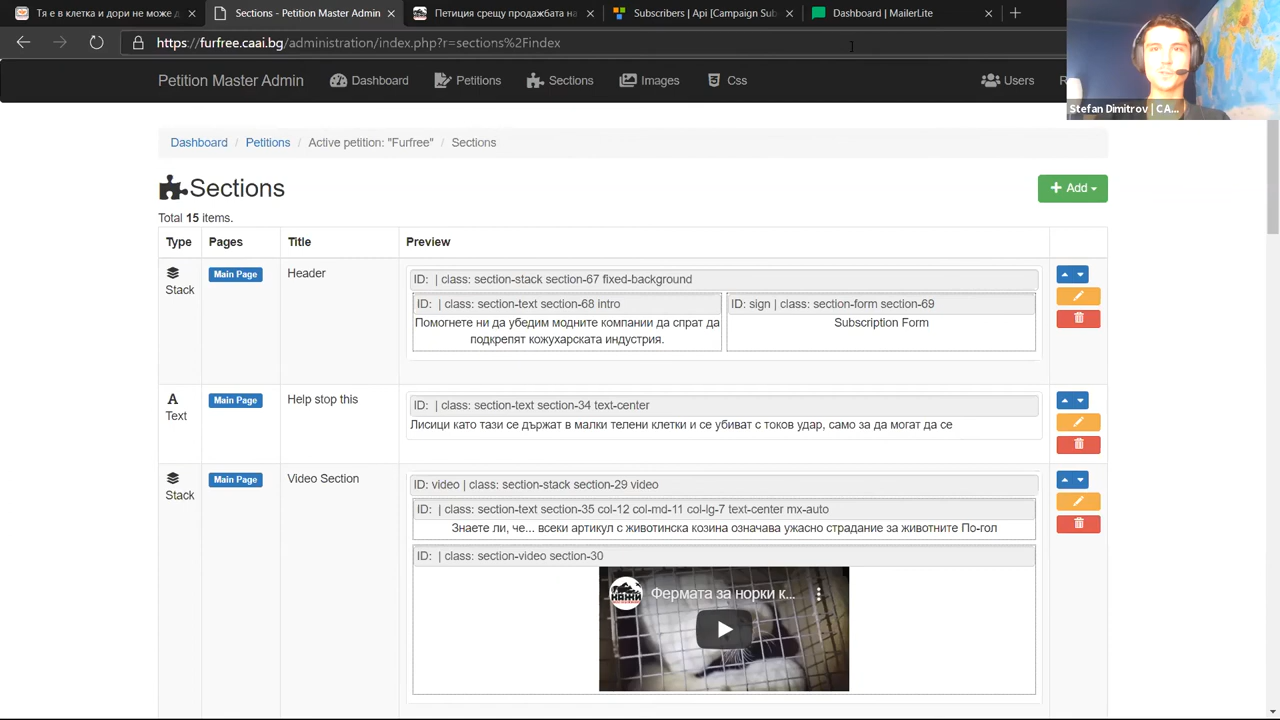 Тя е в клетка и дори не може д
Sections - Petition Master Admin
Петиция срещу продажбата на
Subscribers | Api [Campaign Sub
Dashboard | MailerLite
https://furfree.caai.bg/administration/index.php?r=sections%2Findex
Petition Master Admin
Dashboard
Petitions
Sections
Images
Css
Users
Stefan Dimitrov | CA...
Dashboard / Petitions / Active petition: "Furfree" / Sections
Sections
Add
Total 15 items.
Type Pages Title Preview
Stack
Main Page
Header
ID: | class: section-stack section-67 fixed-background
ID: | class: section-text section-68 intro
Помогнете ни да убедим модните компании да спрат да
подкрепят кожухарската индустрия.
ID: sign | class: section-form section-69
Subscription Form
Text
Main Page
Help stop this
ID: | class: section-text section-34 text-center
Лисици като тази се държат в малки телени клетки и се убиват с токов удар, само за да могат да се
Stack
Main Page
Video Section
ID: video | class: section-stack section-29 video
ID: | class: section-text section-35 col-12 col-md-11 col-lg-7 text-center mx-auto
Знаете ли, че... всеки артикул с животинска козина означава ужасно страдание за животните По-гол
ID: | class: section-video section-30
Фермата за норки к...